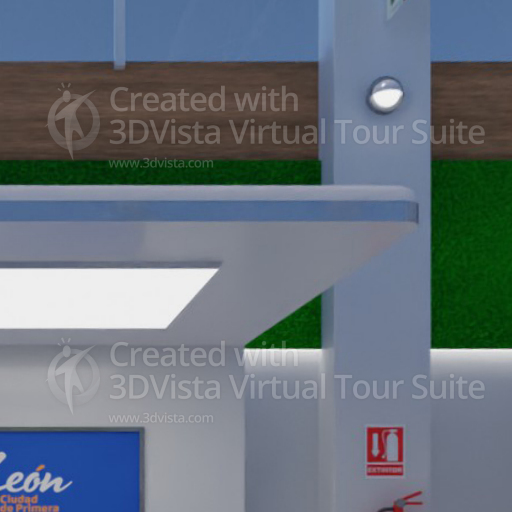 Created with
3DVista Virtual Tour Suite
www.3dvista.com
Created with
3DVista Virtual Tour Suite
www.3dvista.com
León
Ciudad
de Primera
EXTINTOR